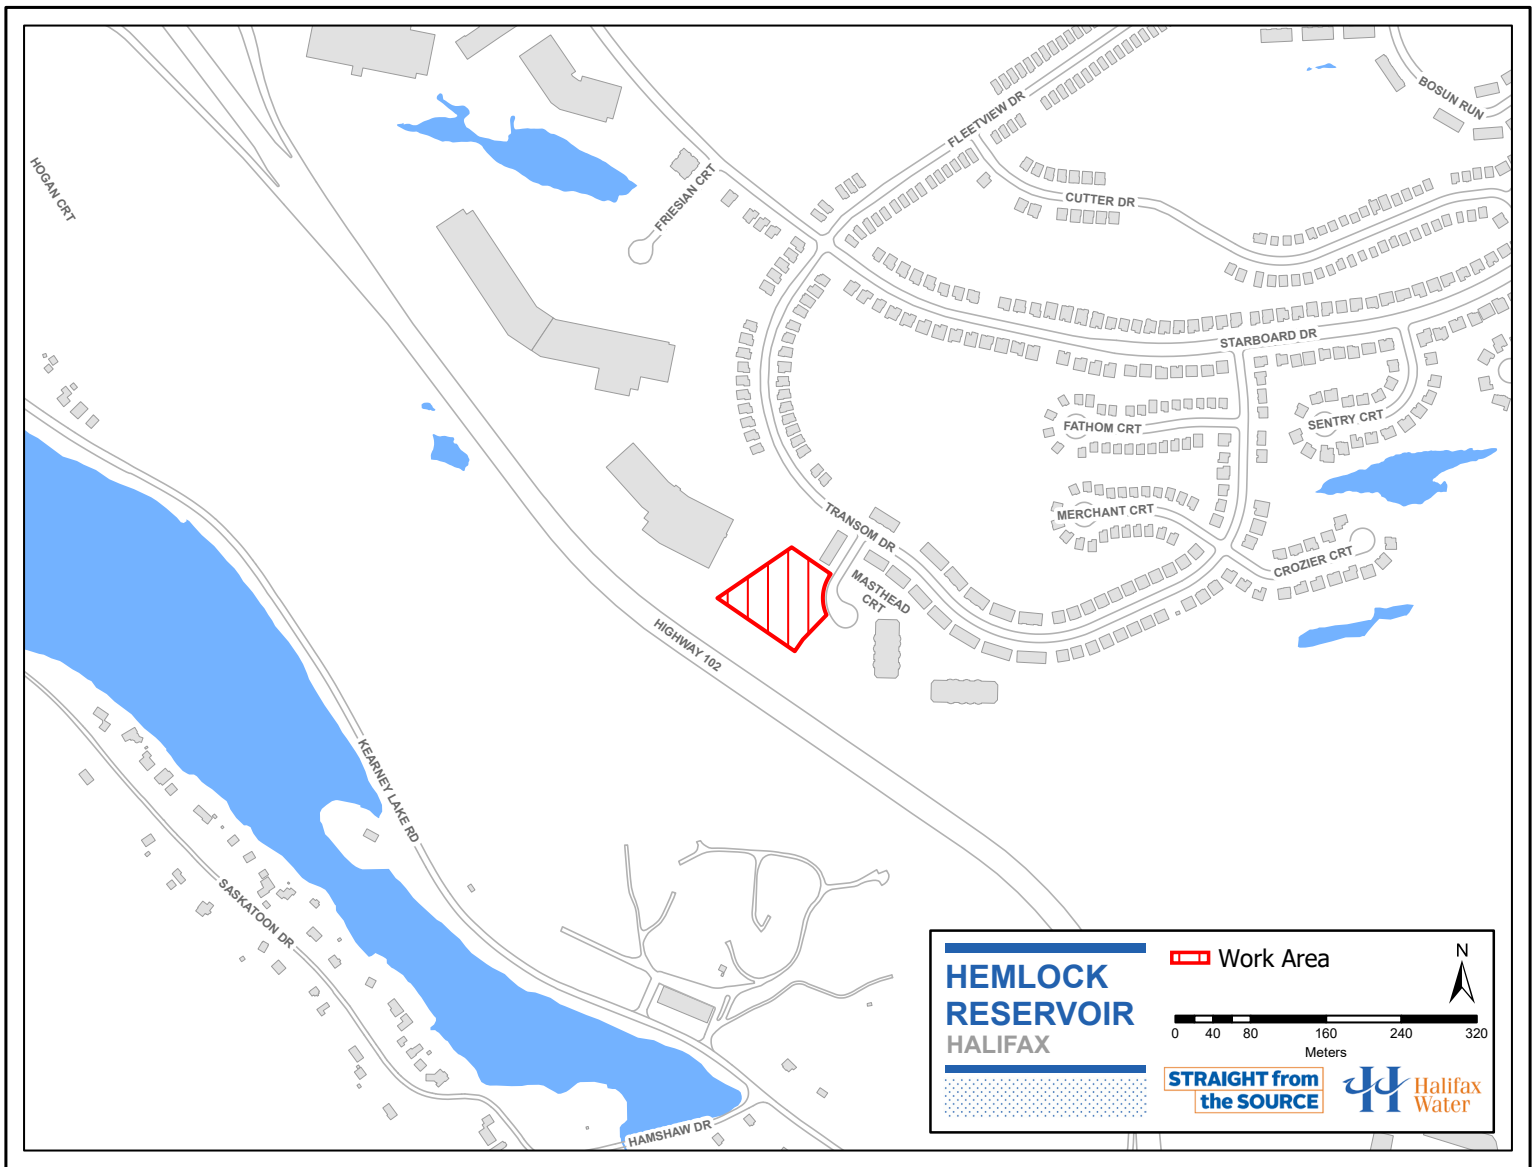 BOSUN RUN
FLEETVIEW DR
HOGAN CRT
FRIESIAN CRT
CUTTER DR
STARBOARD DR
FATHOM CRT
SENTRY CRT
MERCHANT CRT
TRANSOM DR
CROZIER CRT
MASTHEAD
CRT
HIGHWAY 102
KEARNEY LAKE RD
SASKATOON DR
HAMSHAW DR
HEMLOCK
RESERVOIR
HALIFAX
Work Area
N
0 40 80 160 240 320
Meters
STRAIGHT from
the SOURCE
Halifax
Water